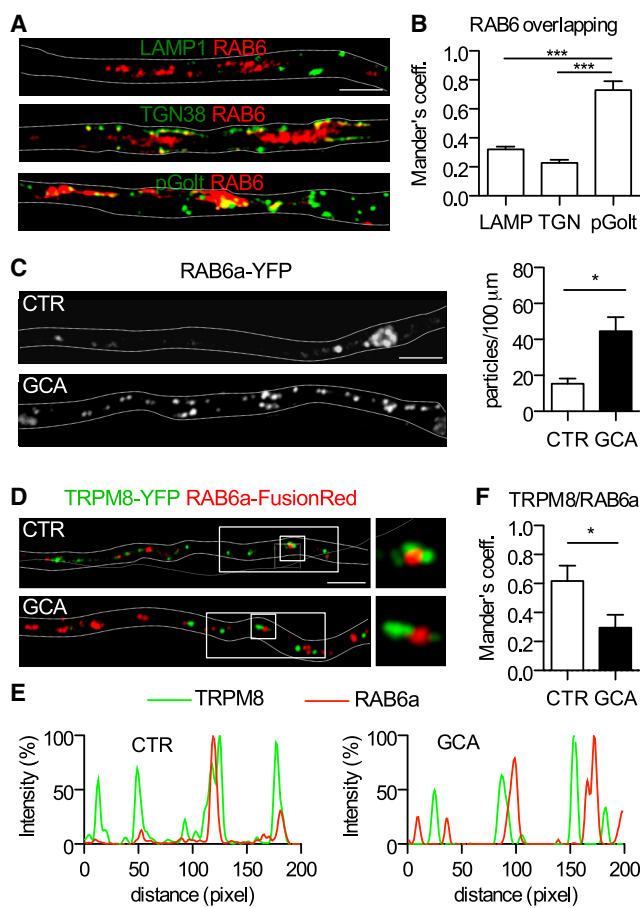 A
LAMP1 RAB6
TGN38 RAB6
pGolt RAB6
B
RAB6 overlapping
***
***
Mander's coeff.
1.0
0.8
0.6
0.4
0.2
0.0
LAMP TGN pGolt
C
RAB6a-YFP
CTR
GCA
*
particles/100 µm
80
60
40
20
0
CTR GCA
D
TRPM8-YFP RAB6a-FusionRed
CTR
GCA
F
TRPM8/RAB6a
*
Mander's coeff.
1.0
0.8
0.6
0.4
0.2
0.0
CTR GCA
E
TRPM8 RAB6a
CTR
Intensity (%)
100
50
0
0 50 100 150 200
distance (pixel)
GCA
Intensity (%)
100
50
0
0 50 100 150 200
distance (pixel)